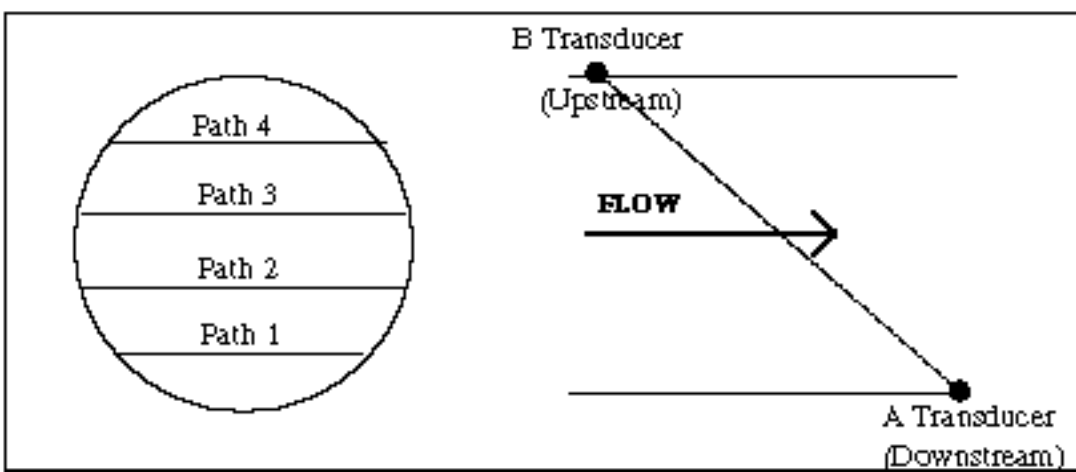 Path 4
Path 3
Path 2
Path 1
B Transducer
(Upstream)
FLOW
A Transducer
(Downstream)